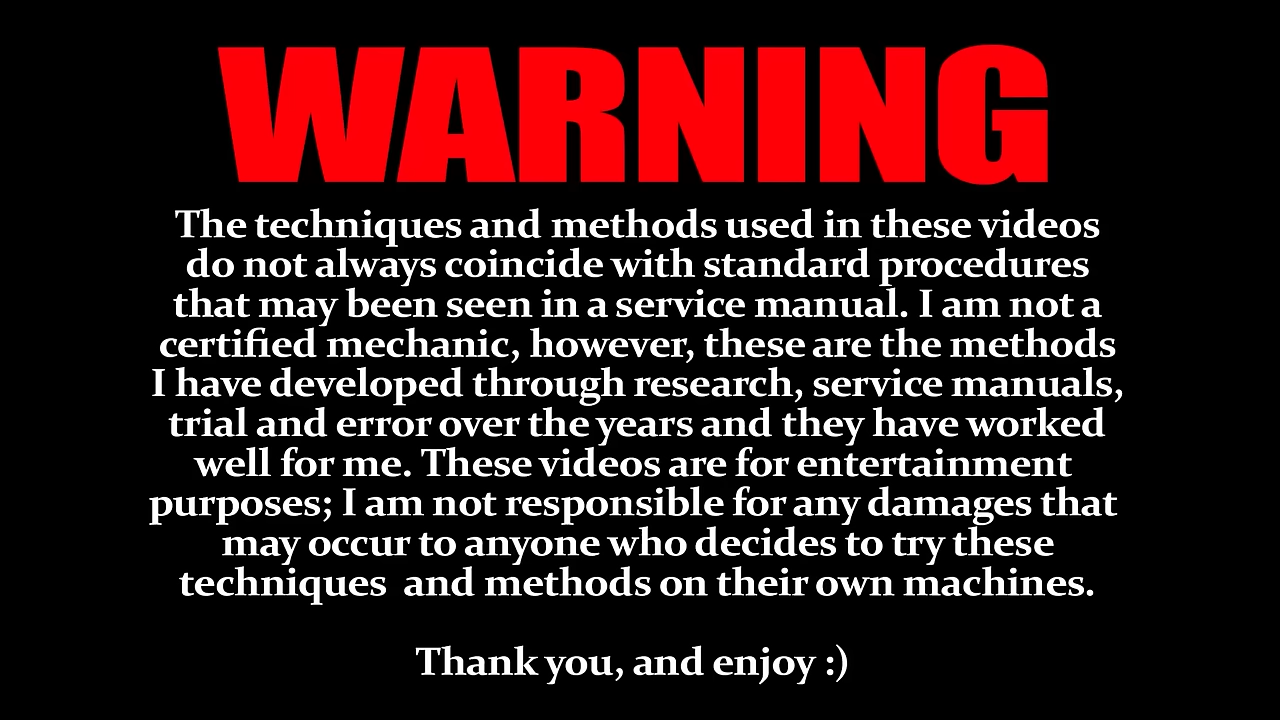 WARNING
The techniques and methods used in these videos
do not always coincide with standard procedures
that may been seen in a service manual. I am not a
certified mechanic, however, these are the methods
I have developed through research, service manuals,
trial and error over the years and they have worked
well for me. These videos are for entertainment
purposes; I am not responsible for any damages that
may occur to anyone who decides to try these
techniques  and methods on their own machines.
Thank you, and enjoy :)